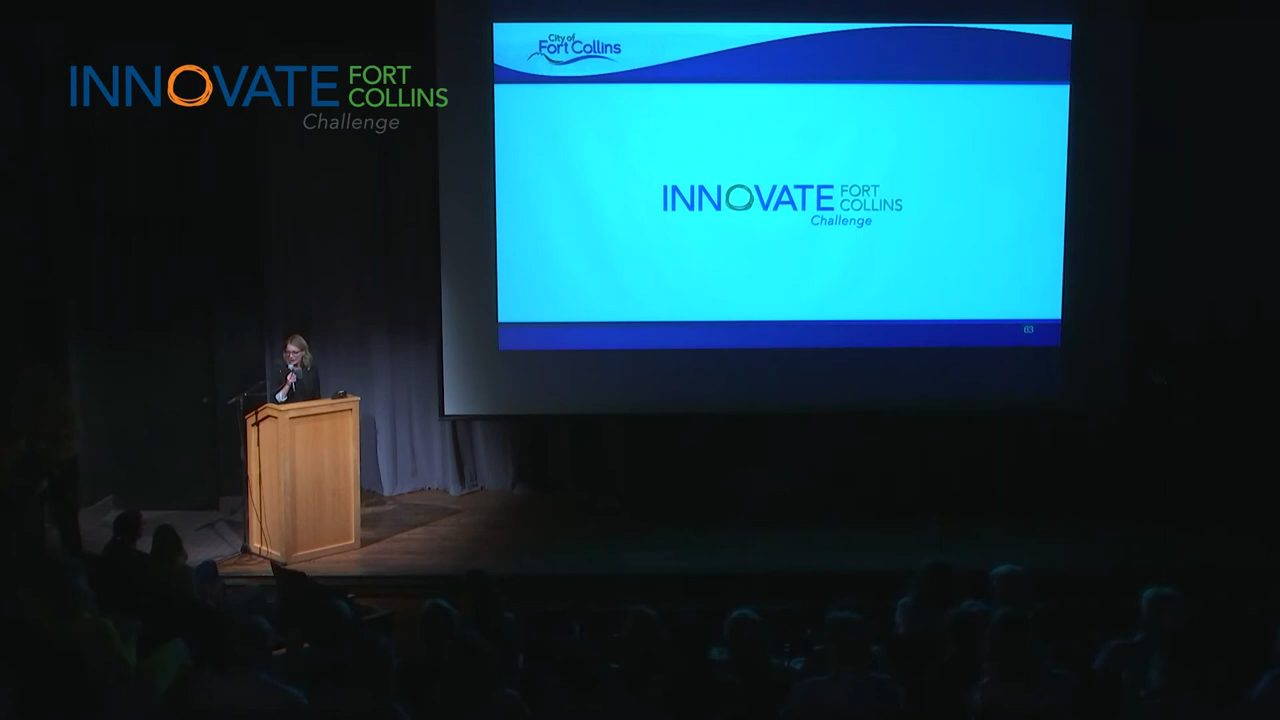 INNOVATE FORT
COLLINS
Challenge
City of
Fort Collins
INNOVATE FORT
COLLINS
Challenge
63